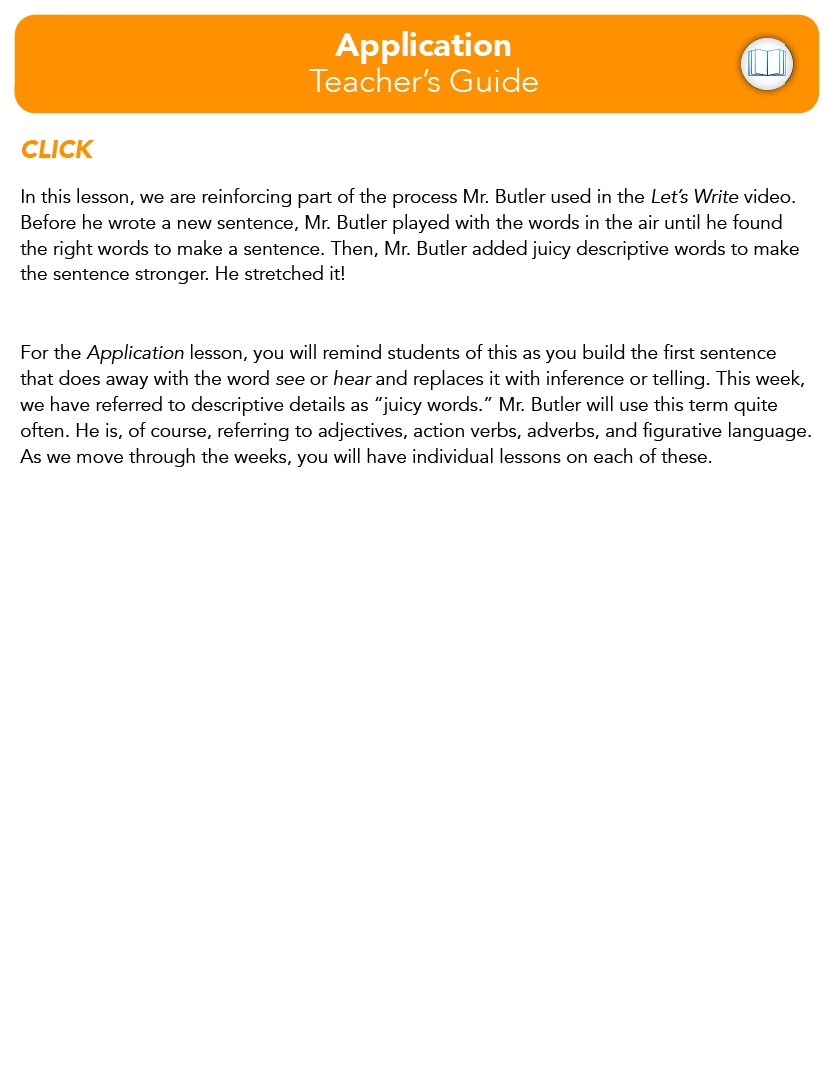 Application
Teacher’s Guide
CLICK
In this lesson, we are reinforcing part of the process Mr. Butler used in the Let’s Write video.
Before he wrote a new sentence, Mr. Butler played with the words in the air until he found
the right words to make a sentence. Then, Mr. Butler added juicy descriptive words to make
the sentence stronger. He stretched it!
For the Application lesson, you will remind students of this as you build the first sentence
that does away with the word see or hear and replaces it with inference or telling. This week,
we have referred to descriptive details as “juicy words.” Mr. Butler will use this term quite
often. He is, of course, referring to adjectives, action verbs, adverbs, and figurative language.
As we move through the weeks, you will have individual lessons on each of these.